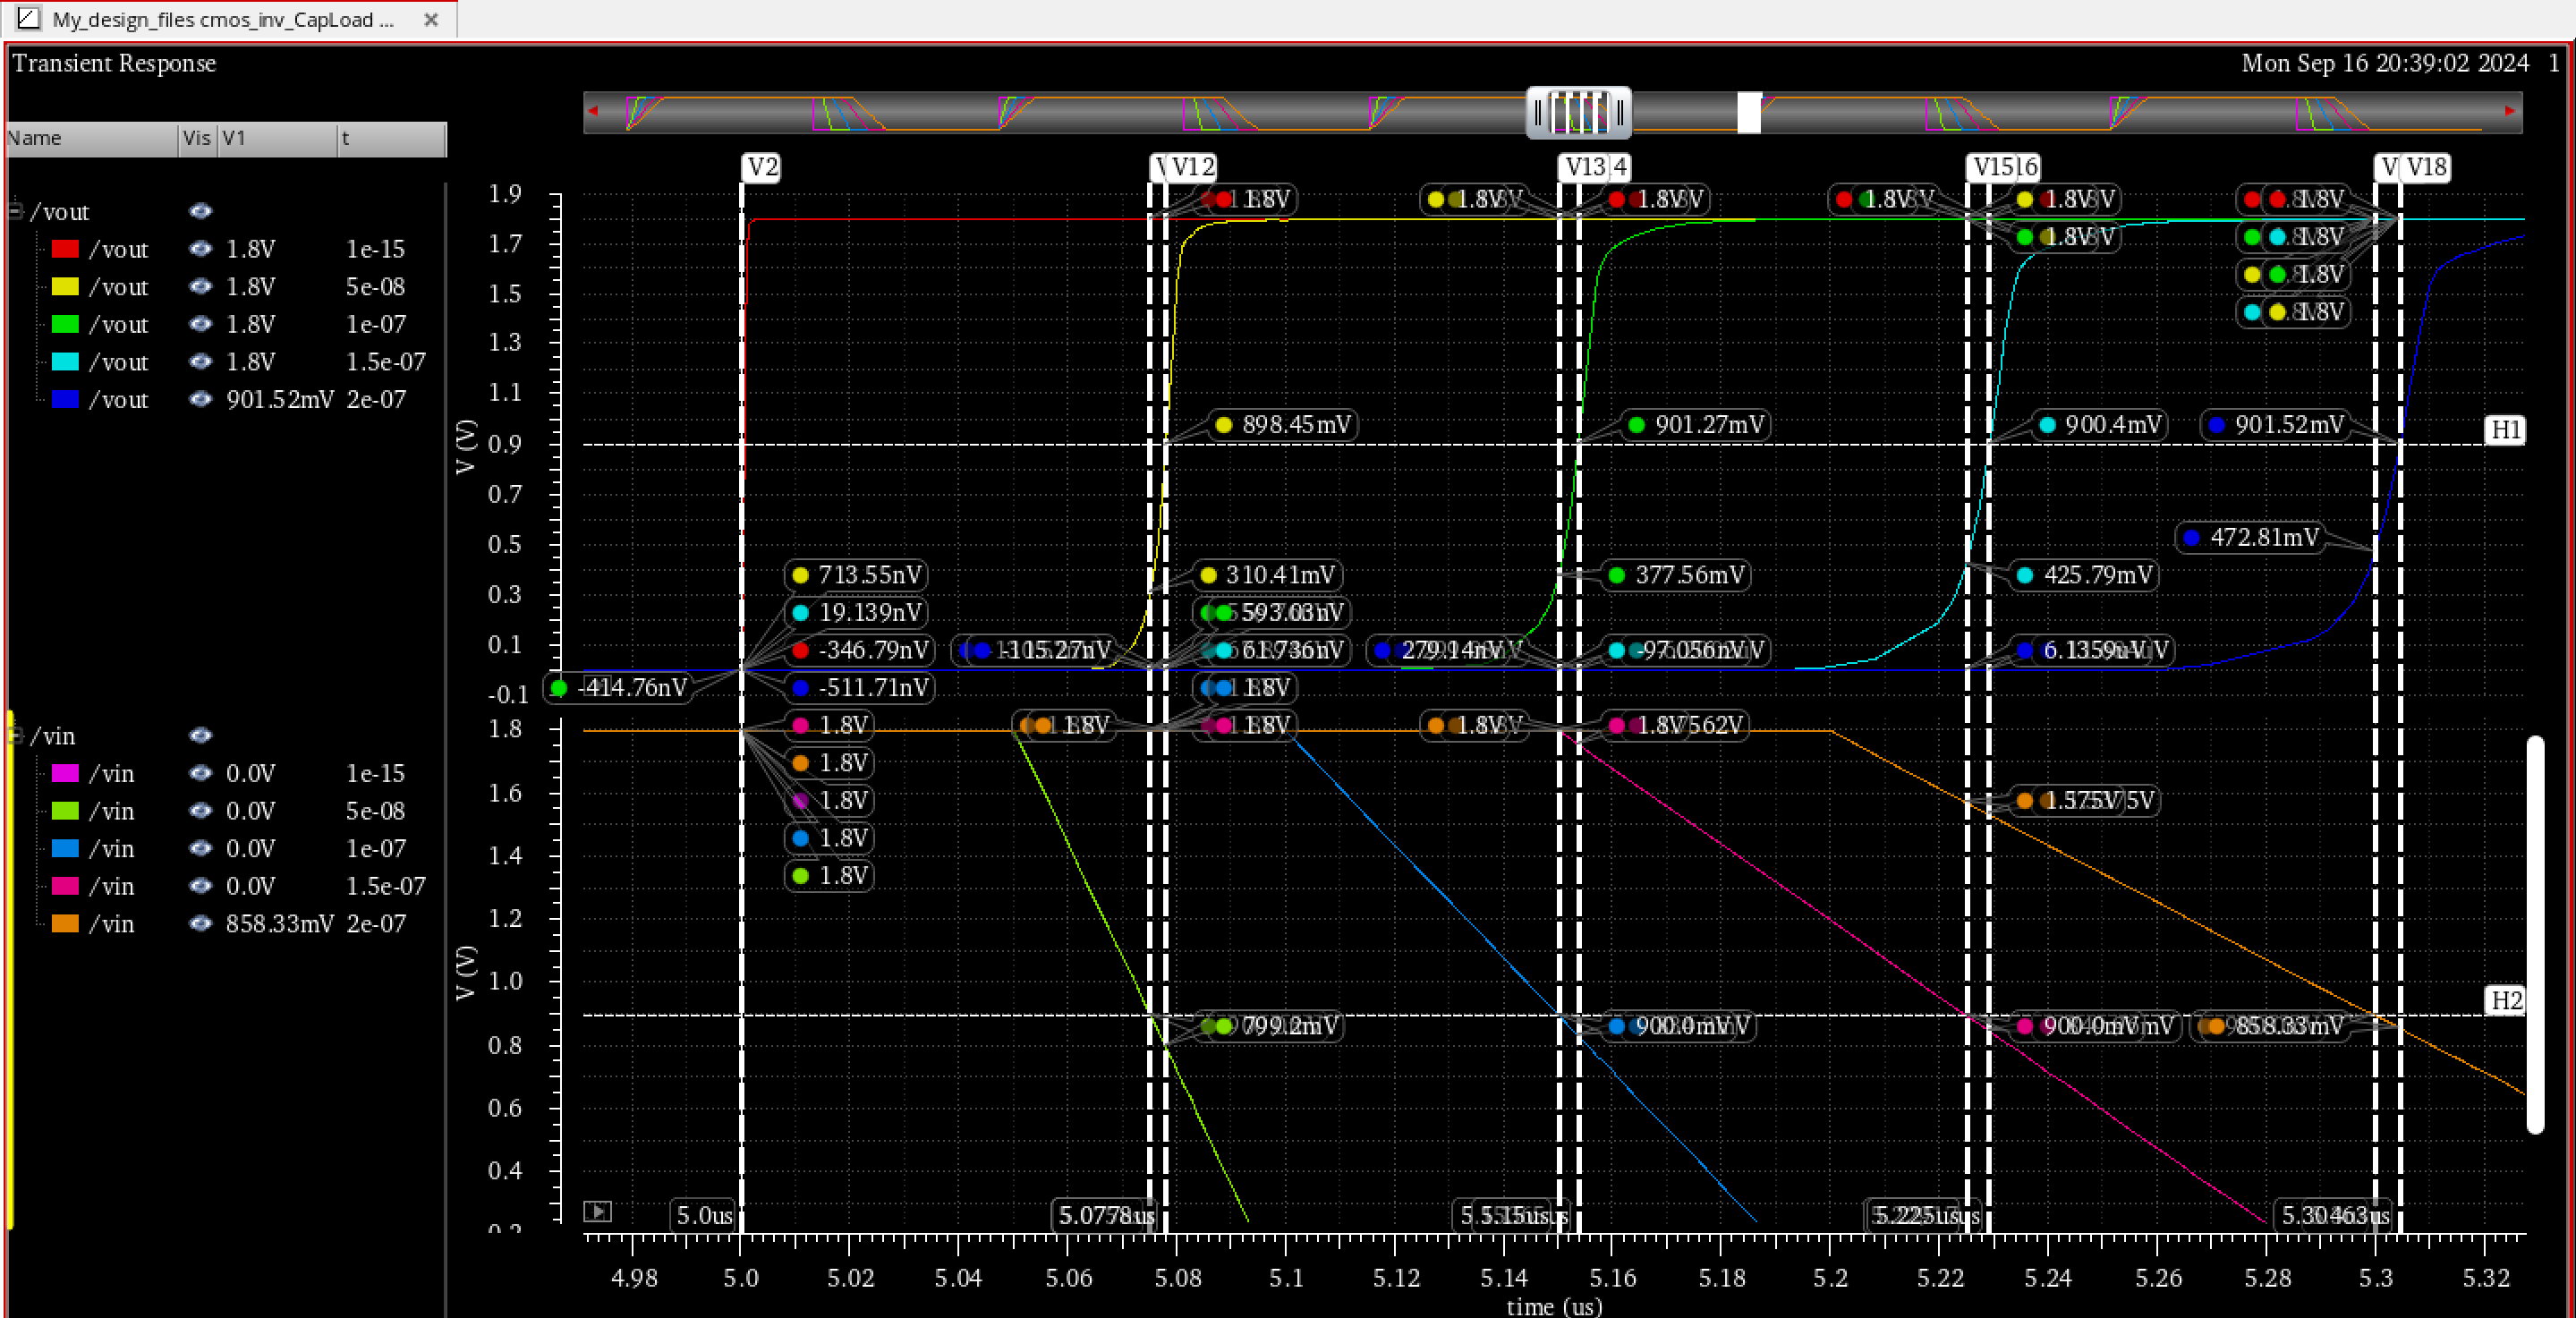 My_design_files cmos_inv_CapLoad ...
Transient Response
Mon Sep 16 20:39:02 2024 1
Name Vis V1 t
/vout
/vout 1.8V 1e-15
/vout 1.8V 5e-08
/vout 1.8V 1e-07
/vout 1.8V 1.5e-07
/vout 901.52mV 2e-07
/vin
/vin 0.0V 1e-15
/vin 0.0V 5e-08
/vin 0.0V 1e-07
/vin 0.0V 1.5e-07
/vin 858.33mV 2e-07
V2 V12 V13 V15 V18
1.9
1.7
1.5
1.3
1.1
0.9
0.7
0.5
0.3
0.1
-0.1
V (V)
1.8V 1.8V 1.8V 1.8V 1.8V 1.8V
1.8V 1.8V
1.8V
1.8V
898.45mV 901.27mV 900.4mV 901.52mV
H1
472.81mV
713.55nV 310.41mV 377.56mV 425.79mV
19.139nV 593.03nV
-346.79nV -115.27nV 61.736nV 279.14nV -97.056nV 6.1359uV
-414.76nV -511.71nV 1.8V
1.8V 1.8V 1.8V 1.8V 1.8V
1.8V
1.8V 1.575V
1.8V
1.8V
1.8
1.6
1.4
1.2
1.0
0.8
0.6
0.4
V (V)
H2
799.2mV 900.0mV 900.0mV 858.33mV
5.0us 5.0778us 5.15us 5.225us 5.30463us
4.98 5.0 5.02 5.04 5.06 5.08 5.1 5.12 5.14 5.16 5.18 5.2 5.22 5.24 5.26 5.28 5.3 5.32
time (us)